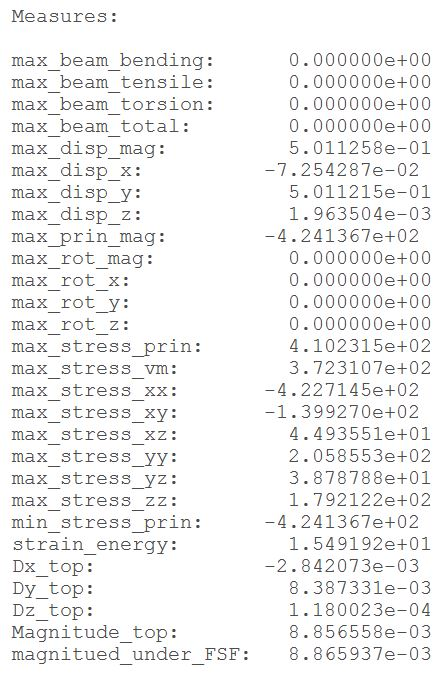 Measures:
max_beam_bending: 0.000000e+00
max_beam_tensile: 0.000000e+00
max_beam_torsion: 0.000000e+00
max_beam_total: 0.000000e+00
max_disp_mag: 5.011258e-01
max_disp_x: -7.254287e-02
max_disp_y: 5.011215e-01
max_disp_z: 1.963504e-03
max_prin_mag: -4.241367e+02
max_rot_mag: 0.000000e+00
max_rot_x: 0.000000e+00
max_rot_y: 0.000000e+00
max_rot_z: 0.000000e+00
max_stress_prin: 4.102315e+02
max_stress_vm: 3.723107e+02
max_stress_xx: -4.227145e+02
max_stress_xy: -1.399270e+02
max_stress_xz: 4.493551e+01
max_stress_yy: 2.058553e+02
max_stress_yz: 3.878788e+01
max_stress_zz: 1.792122e+02
min_stress_prin: -4.241367e+02
strain_energy: 1.549192e+01
Dx_top: -2.842073e-03
Dy_top: 8.387331e-03
Dz_top: 1.180023e-04
Magnitude_top: 8.856558e-03
magnitued_under_FSF: 8.865937e-03